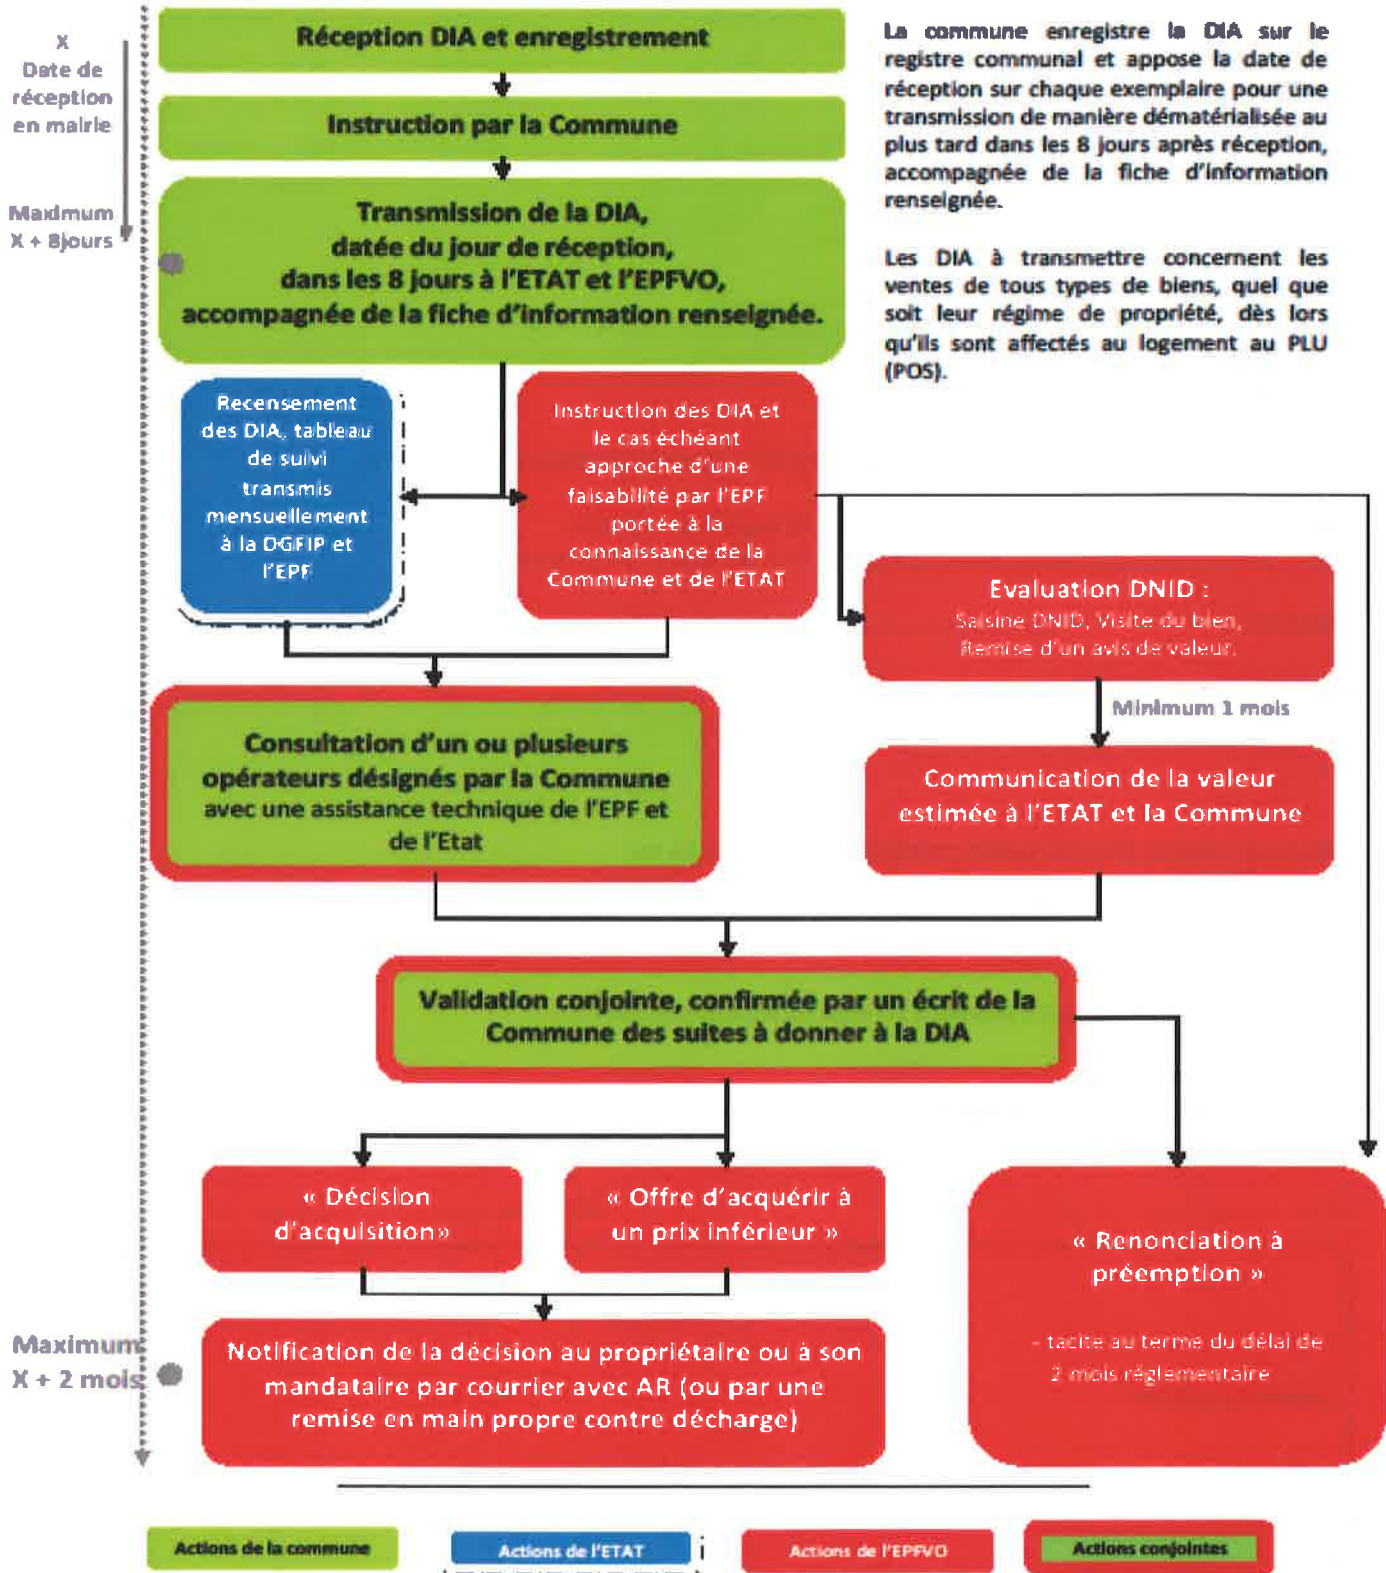 X
Date de
réception
en mairie
Maximum
X + 8jours
Réception DIA et enregistrement
Instruction par la Commune
Transmission de la DIA,
datée du jour de réception,
dans les 8 jours à l'ETAT et l'EPFVO,
accompagnée de la fiche d'information renseignée.
La commune enregistre la DIA sur le
registre communal et appose la date de
réception sur chaque exemplaire pour une
transmission de manière dématérialisée au
plus tard dans les 8 jours après réception,
accompagnée de la fiche d'information
renseignée.
Les DIA à transmettre concernent les
ventes de tous types de biens, quel que
soit leur régime de propriété, dès lors
qu'ils sont affectés au logement au PLU
(POS).
Recensement
des DIA, tableau
de suivi
transmis
mensuellement
à la DGFIP et
l'EPF
Instruction des DIA et
le cas échéant
approche d'une
faisabilité par l'EPF
portée à la
connaissance de la
Commune et de l'ETAT
Evaluation DNID :
Saisine DNID, Visite du bien,
Remise d'un avis de valeur.
Minimum 1 mois
Consultation d'un ou plusieurs
opérateurs désignés par la Commune
avec une assistance technique de l'EPF et
de l'Etat
Communication de la valeur
estimée à l'ETAT et la Commune
Validation conjointe, confirmée par un écrit de la
Commune des suites à donner à la DIA
« Décision
d'acquisition»
« Offre d'acquérir à
un prix inférieur »
« Renonciation à
préemption »
- tacite au terme du délai de
2 mois réglementaire
Maximum
X + 2 mois
Notification de la décision au propriétaire ou à son
mandataire par courrier avec AR (ou par une
remise en main propre contre décharge)
Actions de la commune
Actions de l'ETAT
Actions de l'EPFVO
Actions conjointes